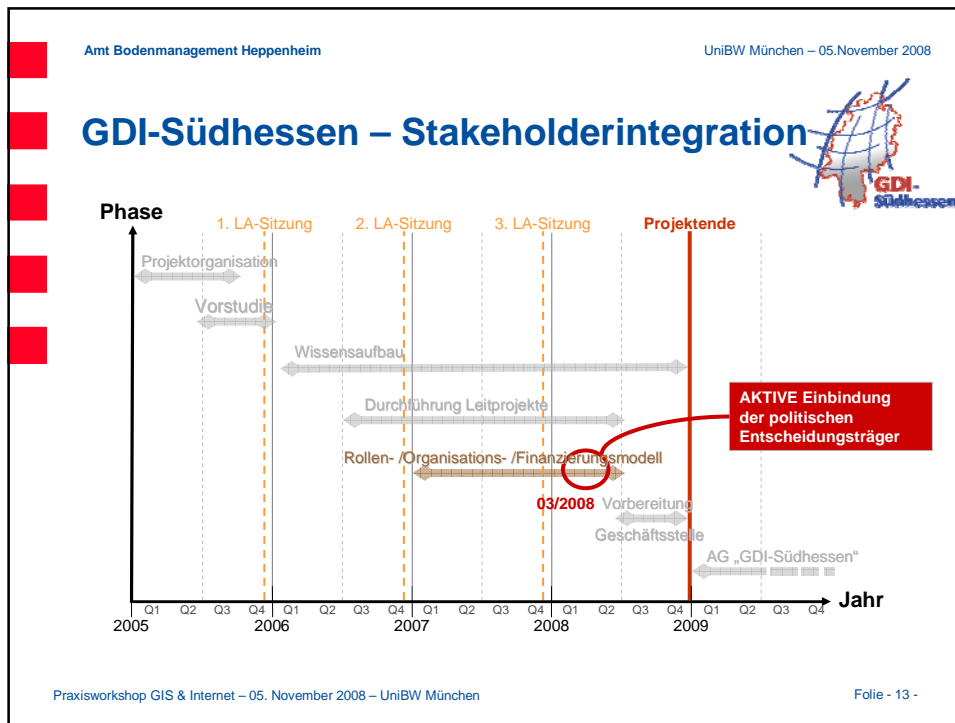 Amt Bodenmanagement Heppenheim
UniBW München – 05.November 2008
GDI-Südhessen – Stakeholderintegration
GDI-
Südhessen
Phase
1. LA-Sitzung
2. LA-Sitzung
3. LA-Sitzung
Projektende
Projektorganisation
Vorstudie
Wissensaufbau
Durchführung Leitprojekte
AKTIVE Einbindung
der politischen
Entscheidungsträger
Rollen- /Organisations- /Finanzierungsmodell
03/2008
Vorbereitung
Geschäftsstelle
AG „GDI-Südhessen“
Jahr
Q1 Q2 Q3 Q4 Q1 Q2 Q3 Q4 Q1 Q2 Q3 Q4 Q1 Q2 Q3 Q4 Q1 Q2 Q3 Q4
2005 2006 2007 2008 2009
Praxisworkshop GIS & Internet – 05. November 2008 – UniBW München
Folie - 13 -